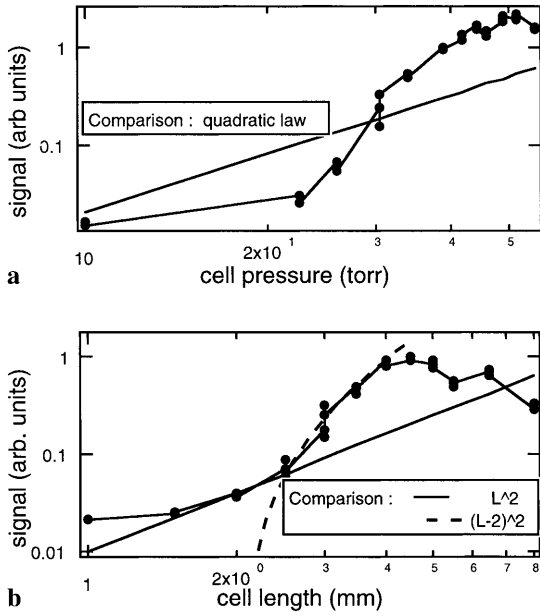 signal (arb units)
1
0.1
Comparison : quadratic law
10
2x10
1
3
4
5
cell pressure (torr)
a
signal (arb. units)
1
0.1
0.01
Comparison :
L^2
(L-2)^2
1
2x10
0
3
4
5
6
7
8
cell length (mm)
b